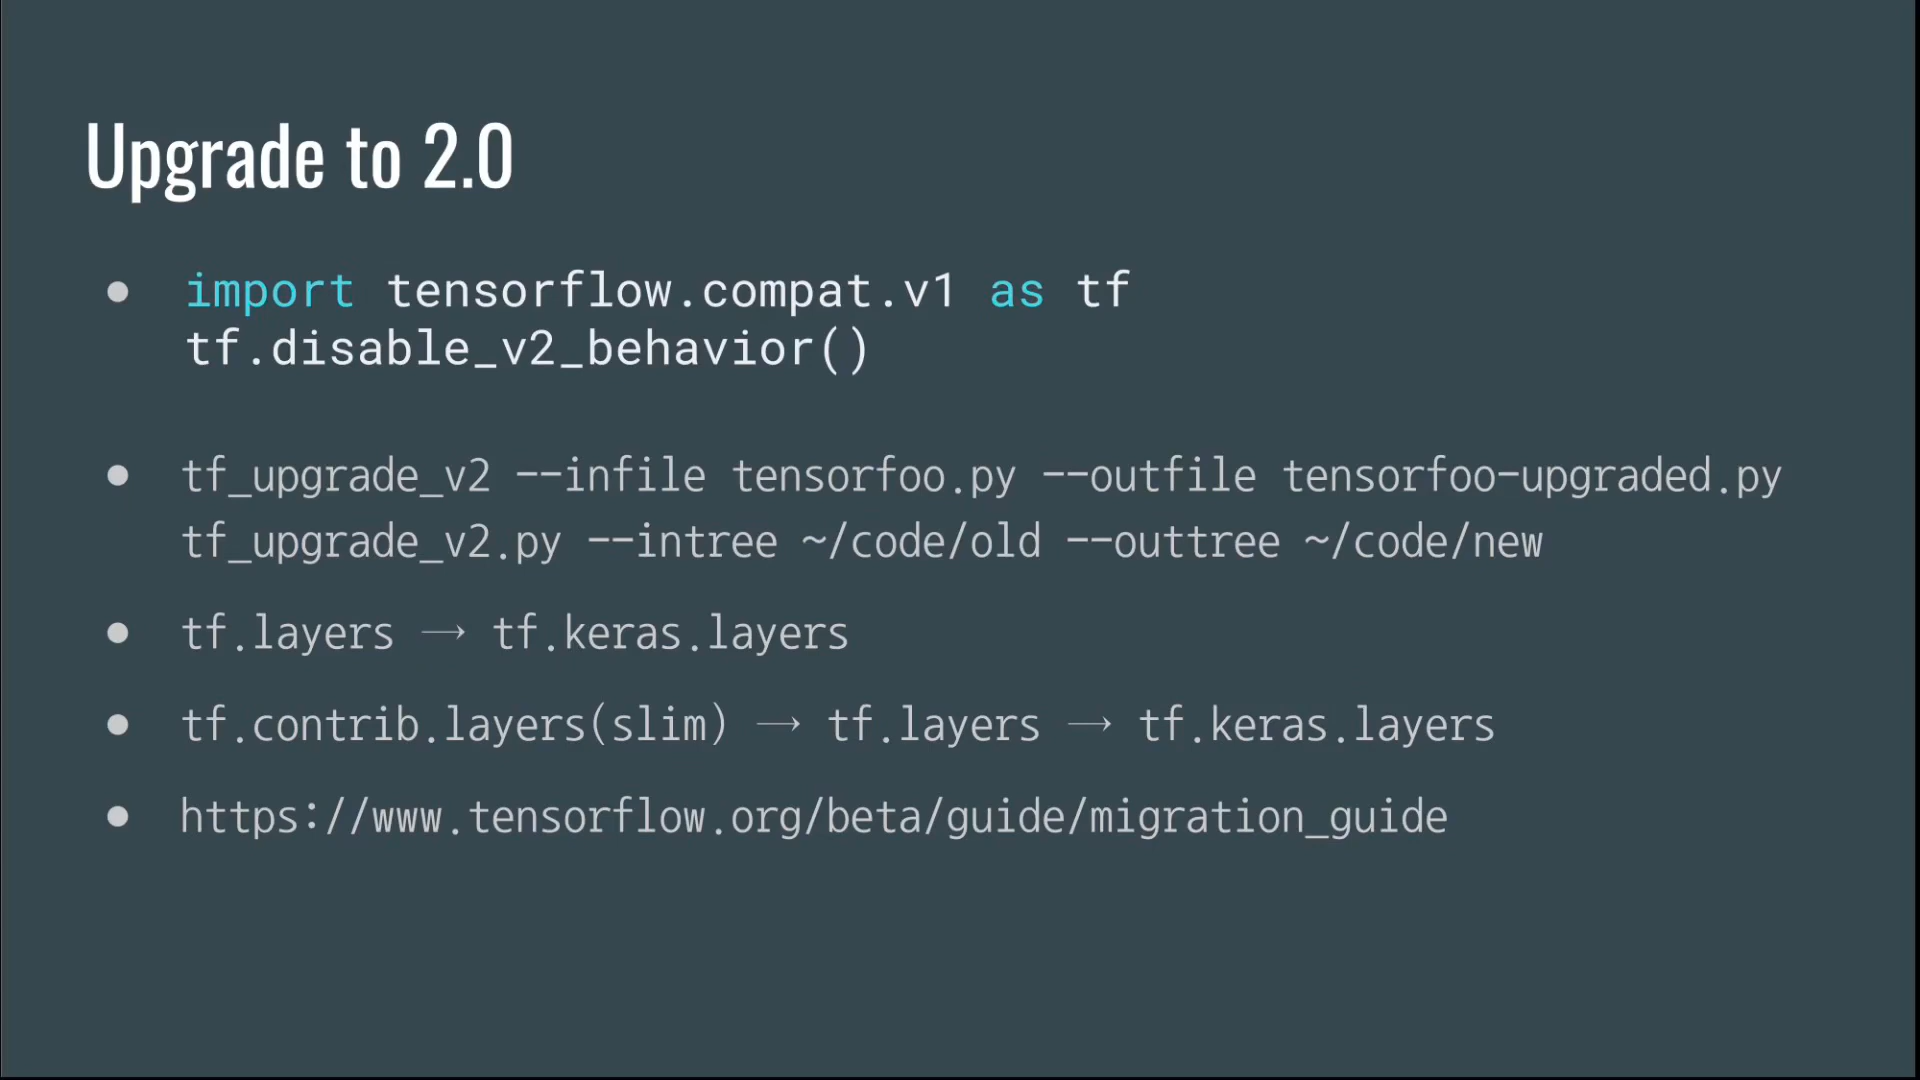 Upgrade to 2.0
● import tensorflow.compat.v1 as tf
tf.disable_v2_behavior()
● tf_upgrade_v2 --infile tensorfoo.py --outfile tensorfoo-upgraded.py
tf_upgrade_v2.py --intree ~/code/old --outtree ~/code/new
● tf.layers → tf.keras.layers
● tf.contrib.layers(slim) → tf.layers → tf.keras.layers
● https://www.tensorflow.org/beta/guide/migration_guide